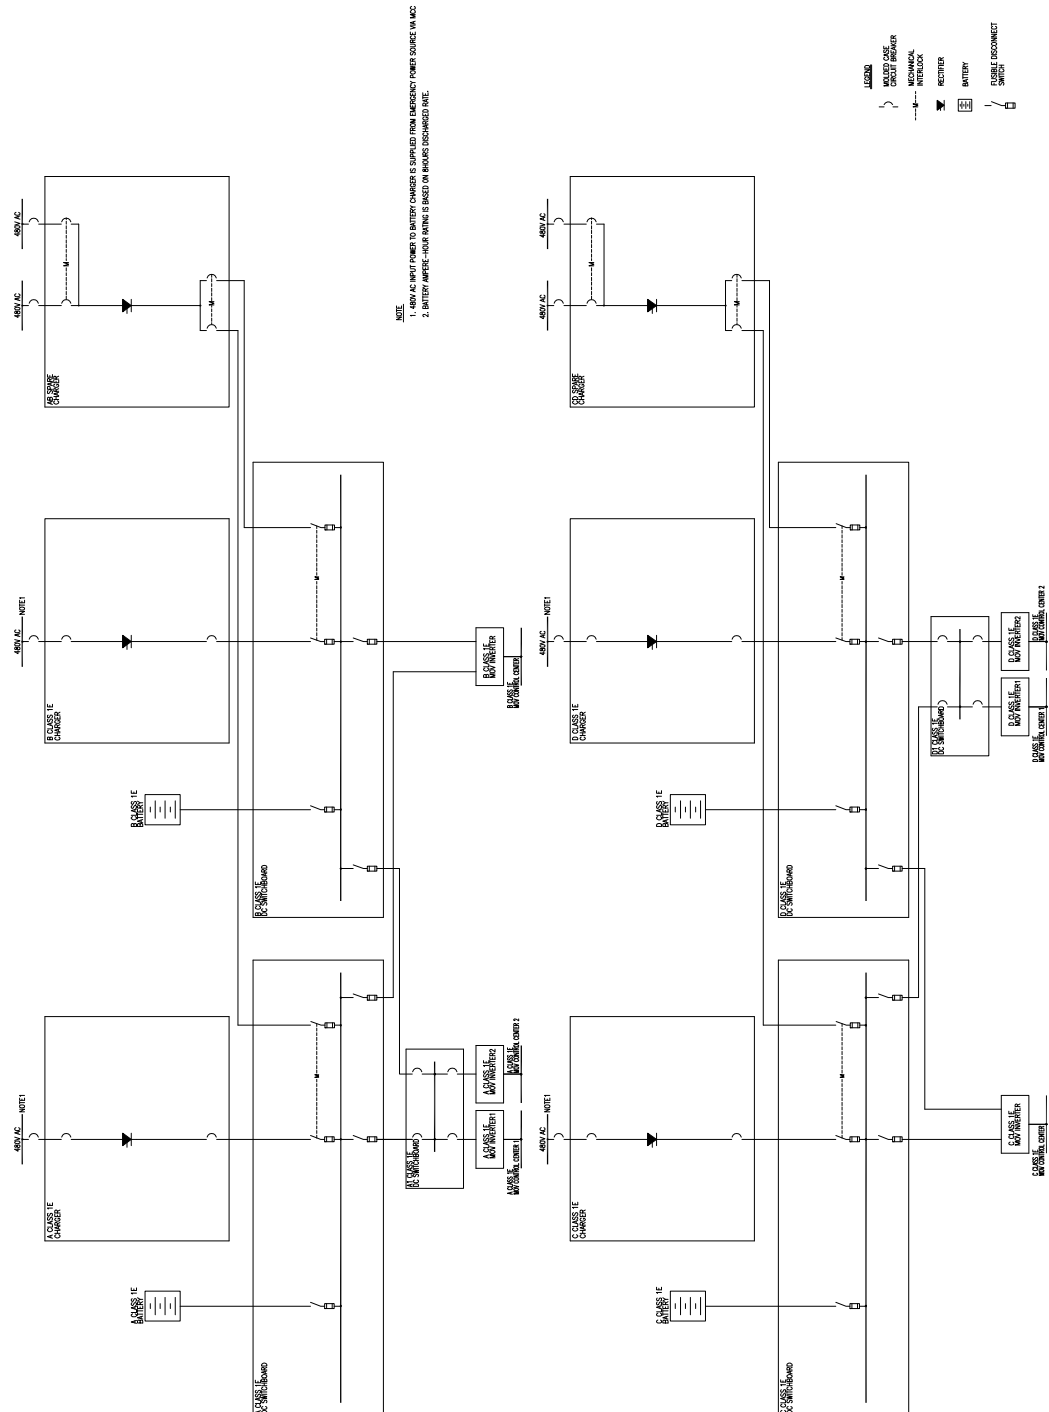 480V AC
480V AC
AB SPARE
CHARGER
NOTE
1. 480V AC INPUT POWER TO BATTERY CHARGER IS SUPPLIED FROM EMERGENCY POWER SOURCE VIA MCC
2. BATTERY AMPERE-HOUR RATING IS BASED ON 8HOURS DISCHARGED RATE.
480V AC
480V AC
CD SPARE
CHARGER
LEGEND
MOLDED CASE
CIRCUIT BREAKER
MECHANICAL
INTERLOCK
RECTIFIER
BATTERY
FUSIBLE DISCONNECT
SWITCH
M
M
M
M
480V AC NOTE1
B CLASS 1E
CHARGER
B CLASS 1E
BATTERY
B CLASS 1E
DC SWITCHBOARD
M
B CLASS 1E
MOV INVERTER
B CLASS 1E
MOV CONTROL CENTER
480V AC NOTE1
D CLASS 1E
CHARGER
D CLASS 1E
BATTERY
D CLASS 1E
DC SWITCHBOARD
M
D1 CLASS 1E
DC SWITCHBOARD
D CLASS 1E
MOV INVERTER2
D CLASS 1E
MOV INVERTER1
D CLASS 1E
MOV CONTROL CENTER 2
D CLASS 1E
MOV CONTROL CENTER 1
480V AC NOTE1
A CLASS 1E
CHARGER
A CLASS 1E
BATTERY
CLASS 1E
DC SWITCHBOARD
M
A1 CLASS 1E
DC SWITCHBOARD
A CLASS 1E
MOV INVERTER2
A CLASS 1E
MOV INVERTER1
A CLASS 1E
MOV CONTROL CENTER 2
A CLASS 1E
MOV CONTROL CENTER 1
480V AC NOTE1
C CLASS 1E
CHARGER
C CLASS 1E
BATTERY
CLASS 1E
DC SWITCHBOARD
M
C CLASS 1E
MOV INVERTER
C CLASS 1E
MOV CONTROL CENTER